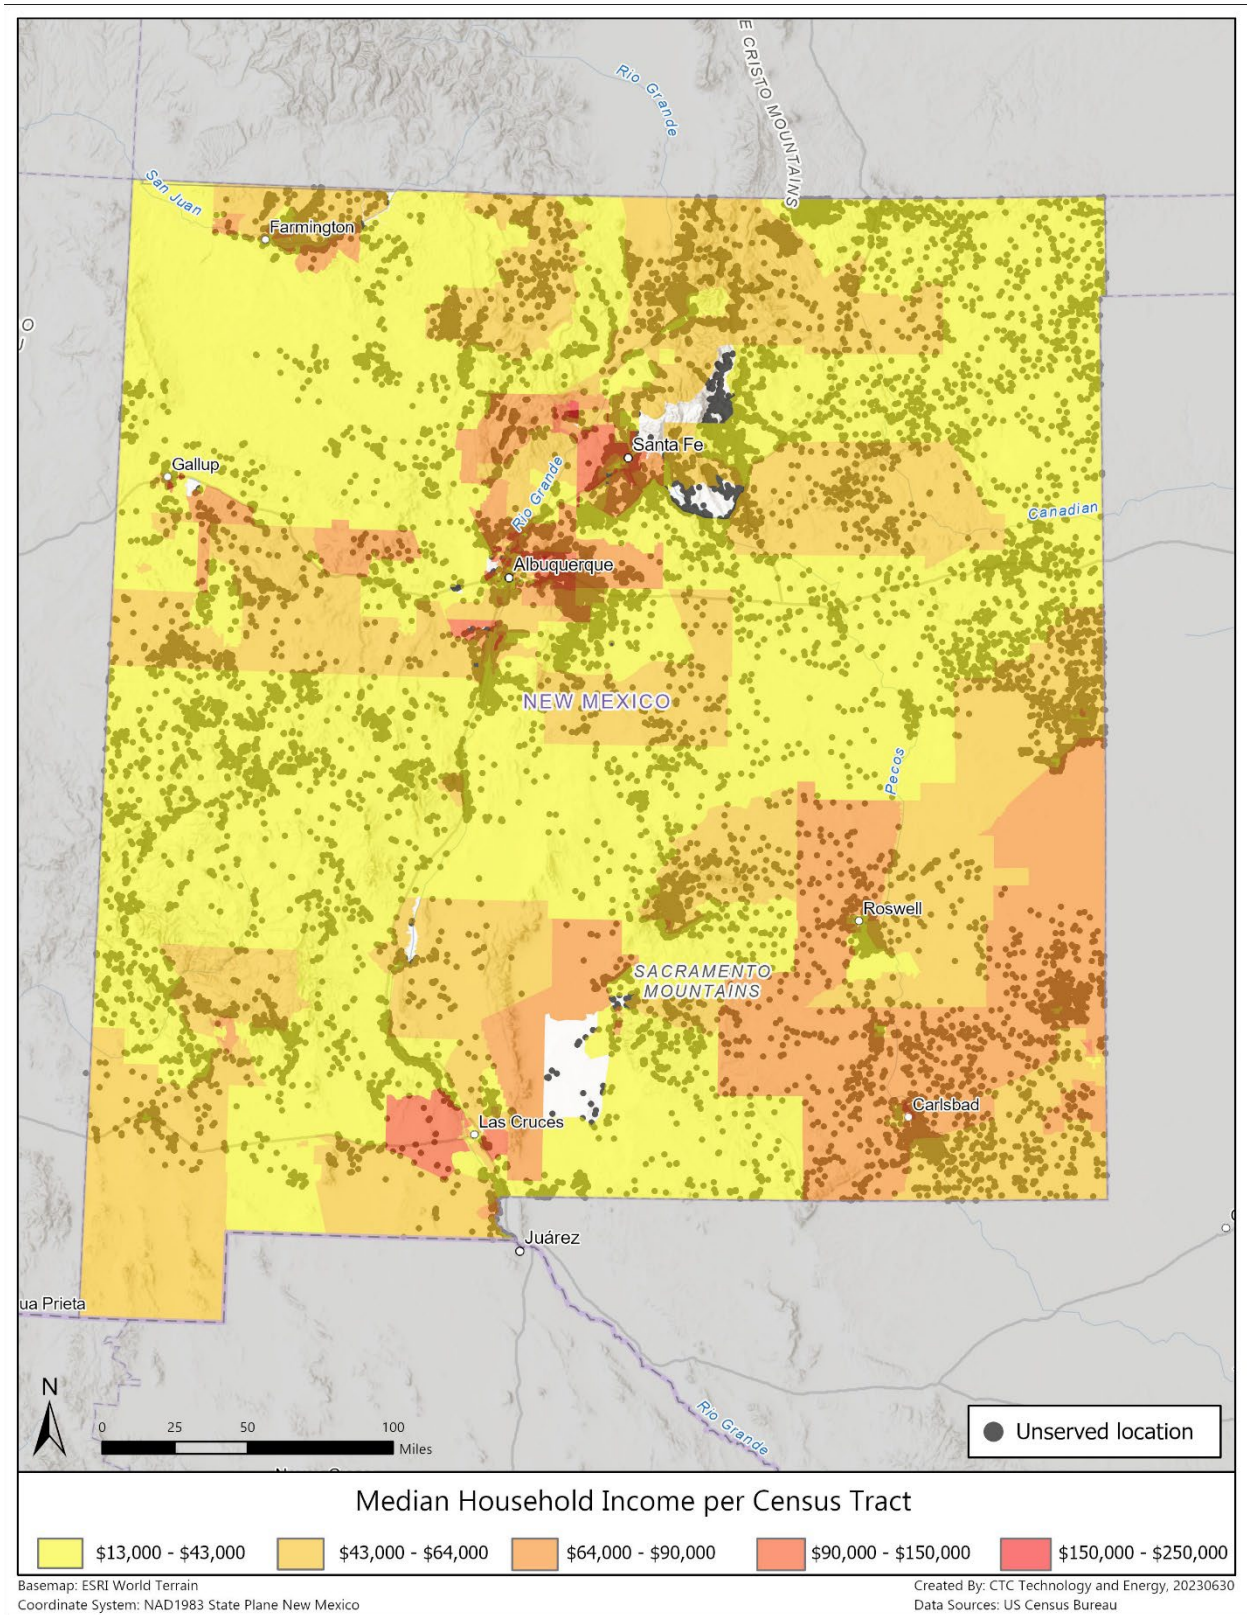 E CRISTO MOUNTAINS
Rio Grande
San Juan
Farmington
Santa Fe
Gallup
Rio Grande
Canadian
Albuquerque
NEW MEXICO
Pecos
Roswell
SACRAMENTO
MOUNTAINS
Carlsbad
Las Cruces
Juárez
ua Prieta
N
0 25 50 100
Miles
Rio Grande
Unserved location
Median Household Income per Census Tract
$13,000 - $43,000 $43,000 - $64,000 $64,000 - $90,000 $90,000 - $150,000 $150,000 - $250,000
Basemap: ESRI World Terrain
Created By: CTC Technology and Energy, 20230630
Coordinate System: NAD1983 State Plane New Mexico
Data Sources: US Census Bureau